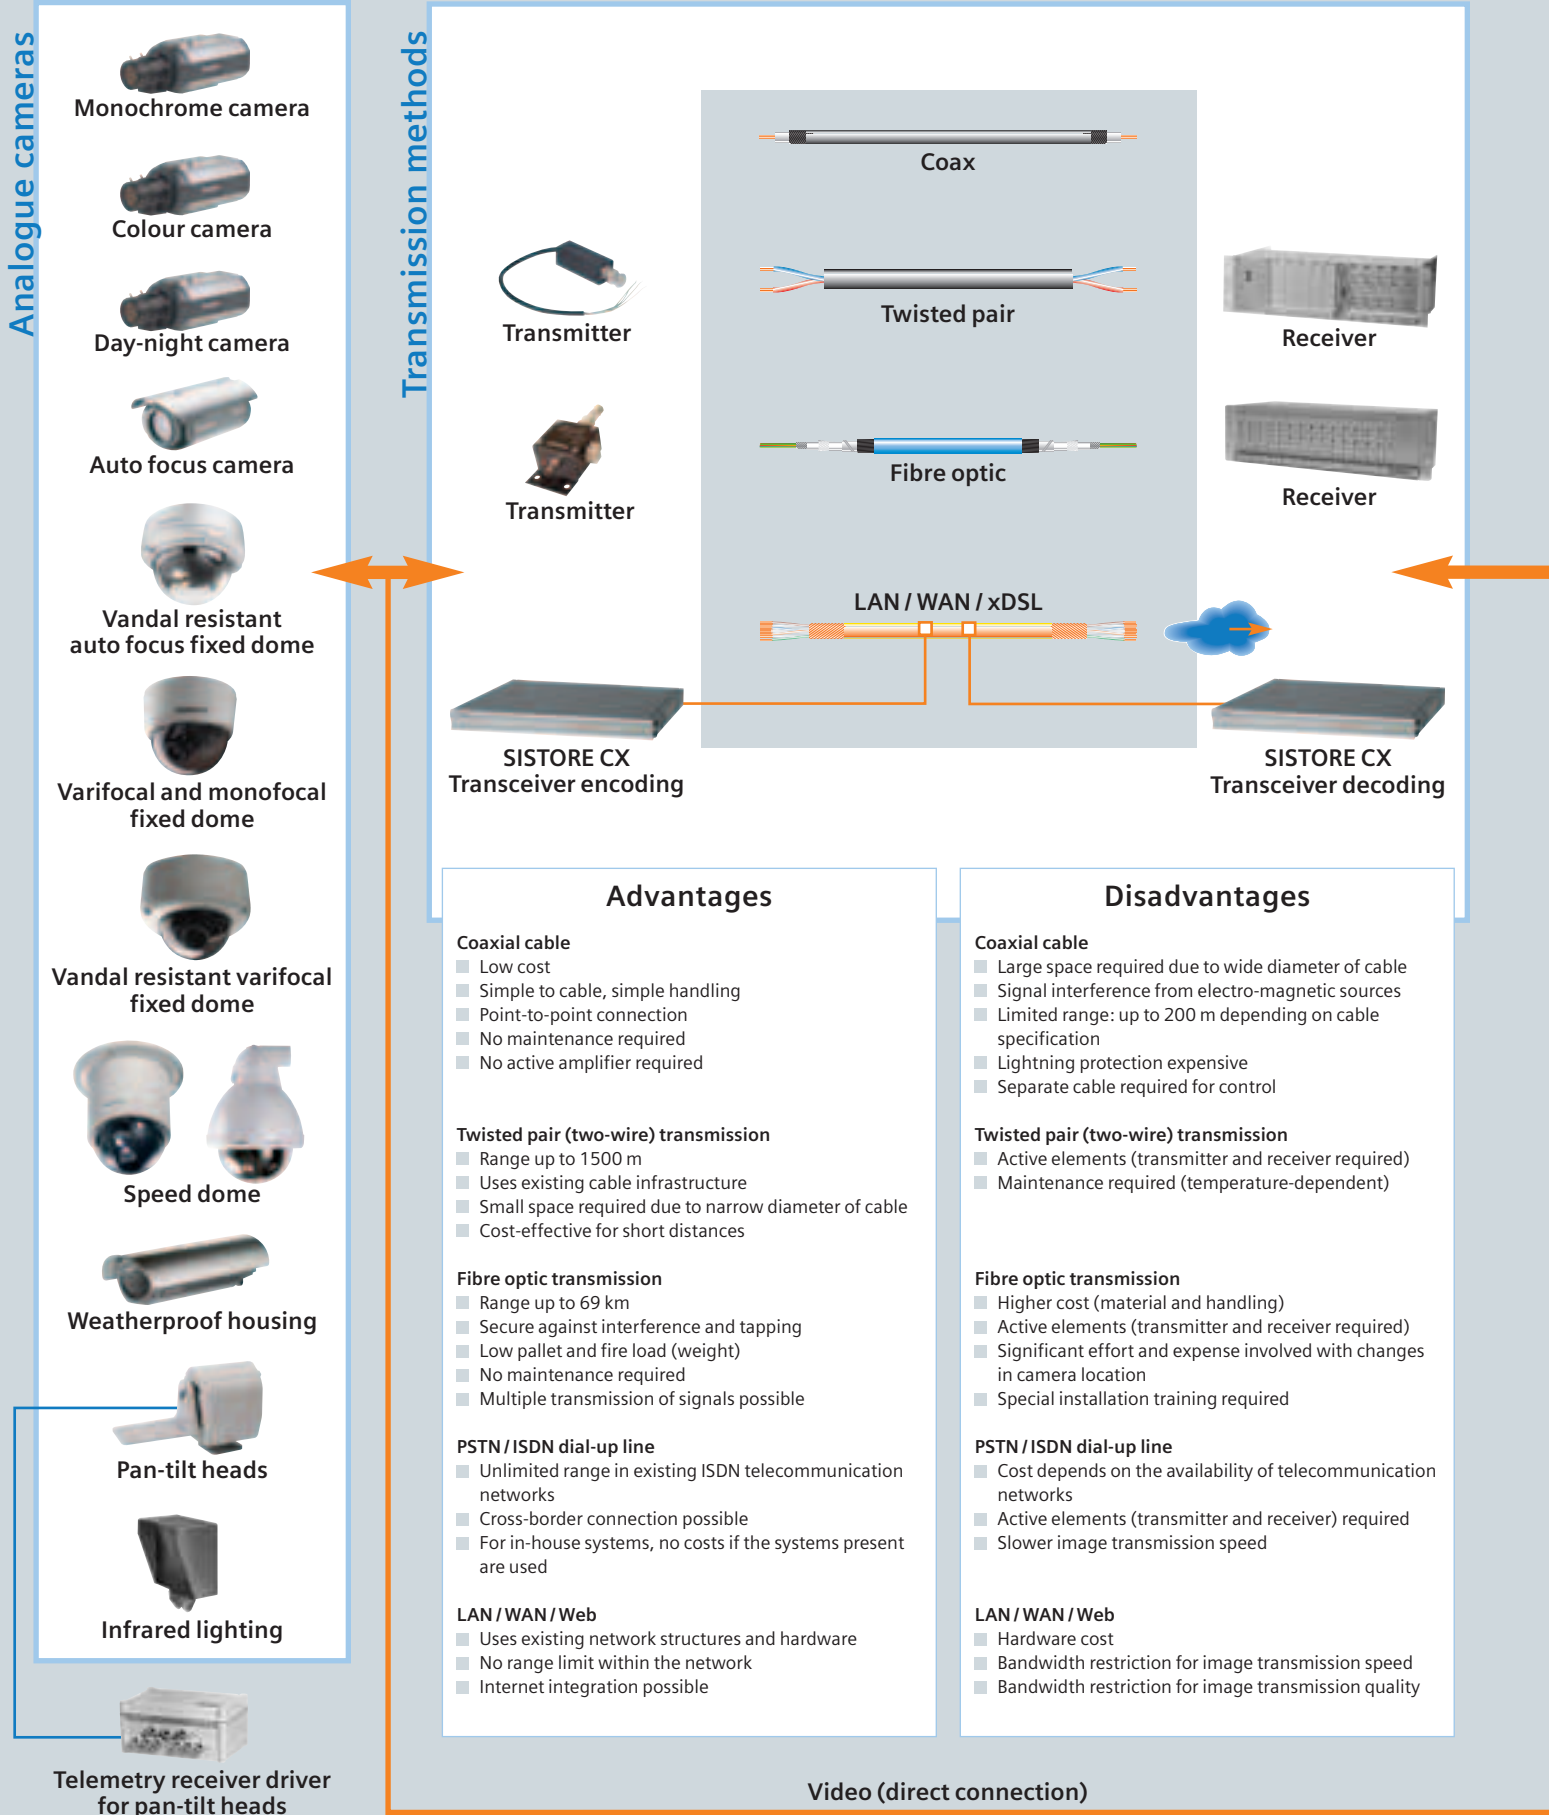 Analogue cameras
Monochrome camera
Colour camera
Day-night camera
Auto focus camera
Vandal resistant
auto focus fixed dome
Varifocal and monofocal
fixed dome
Vandal resistant varifocal
fixed dome
Speed dome
Weatherproof housing
Pan-tilt heads
Infrared lighting
Telemetry receiver driver
for pan-tilt heads
Transmission methods
Coax
Transmitter
Twisted pair
Receiver
Transmitter
Fibre optic
Receiver
LAN / WAN / xDSL
SISTORE CX
Transceiver encoding
SISTORE CX
Transceiver decoding
Advantages
Coaxial cable
Low cost
Simple to cable, simple handling
Point-to-point connection
No maintenance required
No active amplifier required
Twisted pair (two-wire) transmission
Range up to 1500 m
Uses existing cable infrastructure
Small space required due to narrow diameter of cable
Cost-effective for short distances
Fibre optic transmission
Range up to 69 km
Secure against interference and tapping
Low pallet and fire load (weight)
No maintenance required
Multiple transmission of signals possible
PSTN / ISDN dial-up line
Unlimited range in existing ISDN telecommunication
networks
Cross-border connection possible
For in-house systems, no costs if the systems present
are used
LAN / WAN / Web
Uses existing network structures and hardware
No range limit within the network
Internet integration possible
Disadvantages
Coaxial cable
Large space required due to wide diameter of cable
Signal interference from electro-magnetic sources
Limited range: up to 200 m depending on cable
specification
Lightning protection expensive
Separate cable required for control
Twisted pair (two-wire) transmission
Active elements (transmitter and receiver required)
Maintenance required (temperature-dependent)
Fibre optic transmission
Higher cost (material and handling)
Active elements (transmitter and receiver required)
Significant effort and expense involved with changes
in camera location
Special installation training required
PSTN / ISDN dial-up line
Cost depends on the availability of telecommunication
networks
Active elements (transmitter and receiver) required
Slower image transmission speed
LAN / WAN / Web
Hardware cost
Bandwidth restriction for image transmission speed
Bandwidth restriction for image transmission quality
Video (direct connection)